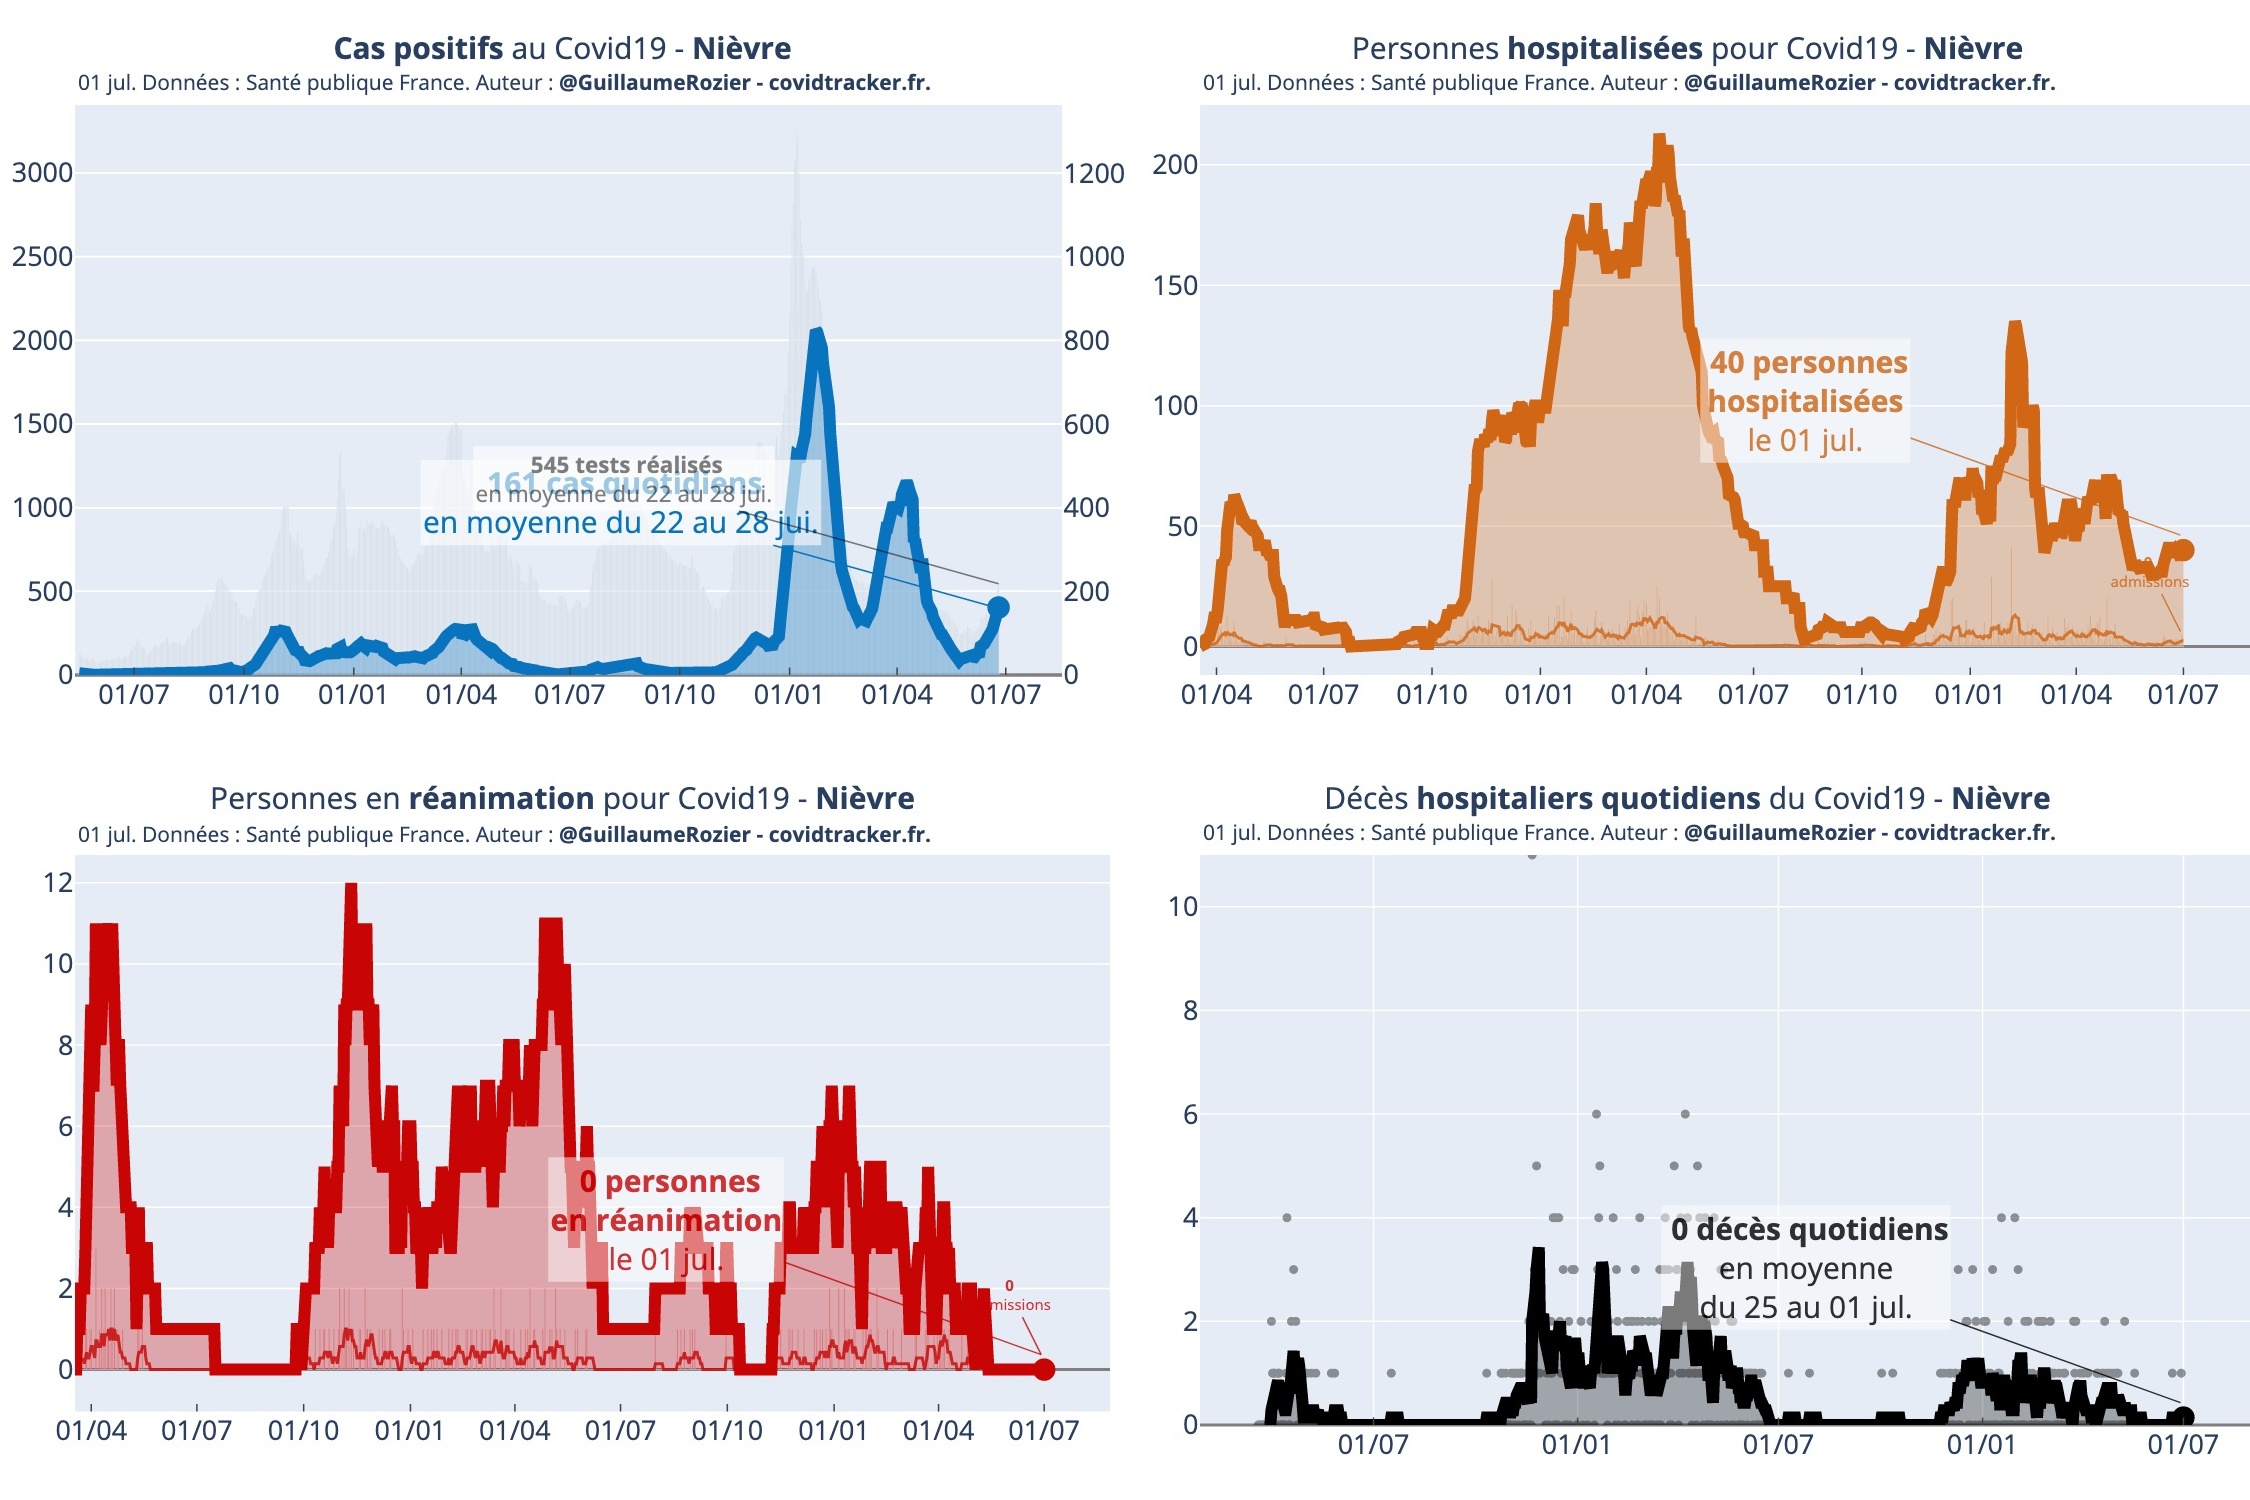 Cas positifs au Covid19 - Nièvre
01 jul. Données : Santé publique France. Auteur : @GuillaumeRozier - covidtracker.fr.
3000
2500
2000
1500
1000
500
0
1200
1000
800
600
400
200
0
545 tests réalisés
en moyenne du 22 au 28 jui.
161 cas quotidiens
en moyenne du 22 au 28 jui.
01/07 01/10 01/01 01/04 01/07 01/10 01/01 01/04 01/07
Personnes hospitalisées pour Covid19 - Nièvre
01 jul. Données : Santé publique France. Auteur : @GuillaumeRozier - covidtracker.fr.
200
150
100
50
0
40 personnes
hospitalisées
le 01 jul.
admissions
01/04 01/07 01/10 01/01 01/04 01/07 01/10 01/01 01/04 01/07
Personnes en réanimation pour Covid19 - Nièvre
01 jul. Données : Santé publique France. Auteur : @GuillaumeRozier - covidtracker.fr.
12
10
8
6
4
2
0
0 personnes
en réanimation
le 01 jul.
0
missions
01/04 01/07 01/10 01/01 01/04 01/07 01/10 01/01 01/04 01/07
Décès hospitaliers quotidiens du Covid19 - Nièvre
01 jul. Données : Santé publique France. Auteur : @GuillaumeRozier - covidtracker.fr.
10
8
6
4
2
0
0 décès quotidiens
en moyenne
du 25 au 01 jul.
01/07 01/01 01/07 01/01 01/07